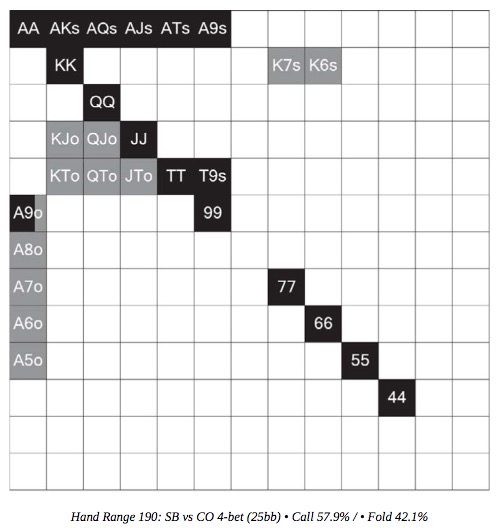 AA AKs AQs AJs ATs A9s
KK K7s K6s
QQ
KJo QJo JJ
KTo QTo JTo TT T9s
A9o 99
A8o
A7o 77
A6o 66
A5o 55
44
Hand Range 190: SB vs CO 4-bet (25bb) • Call 57.9% / • Fold 42.1%